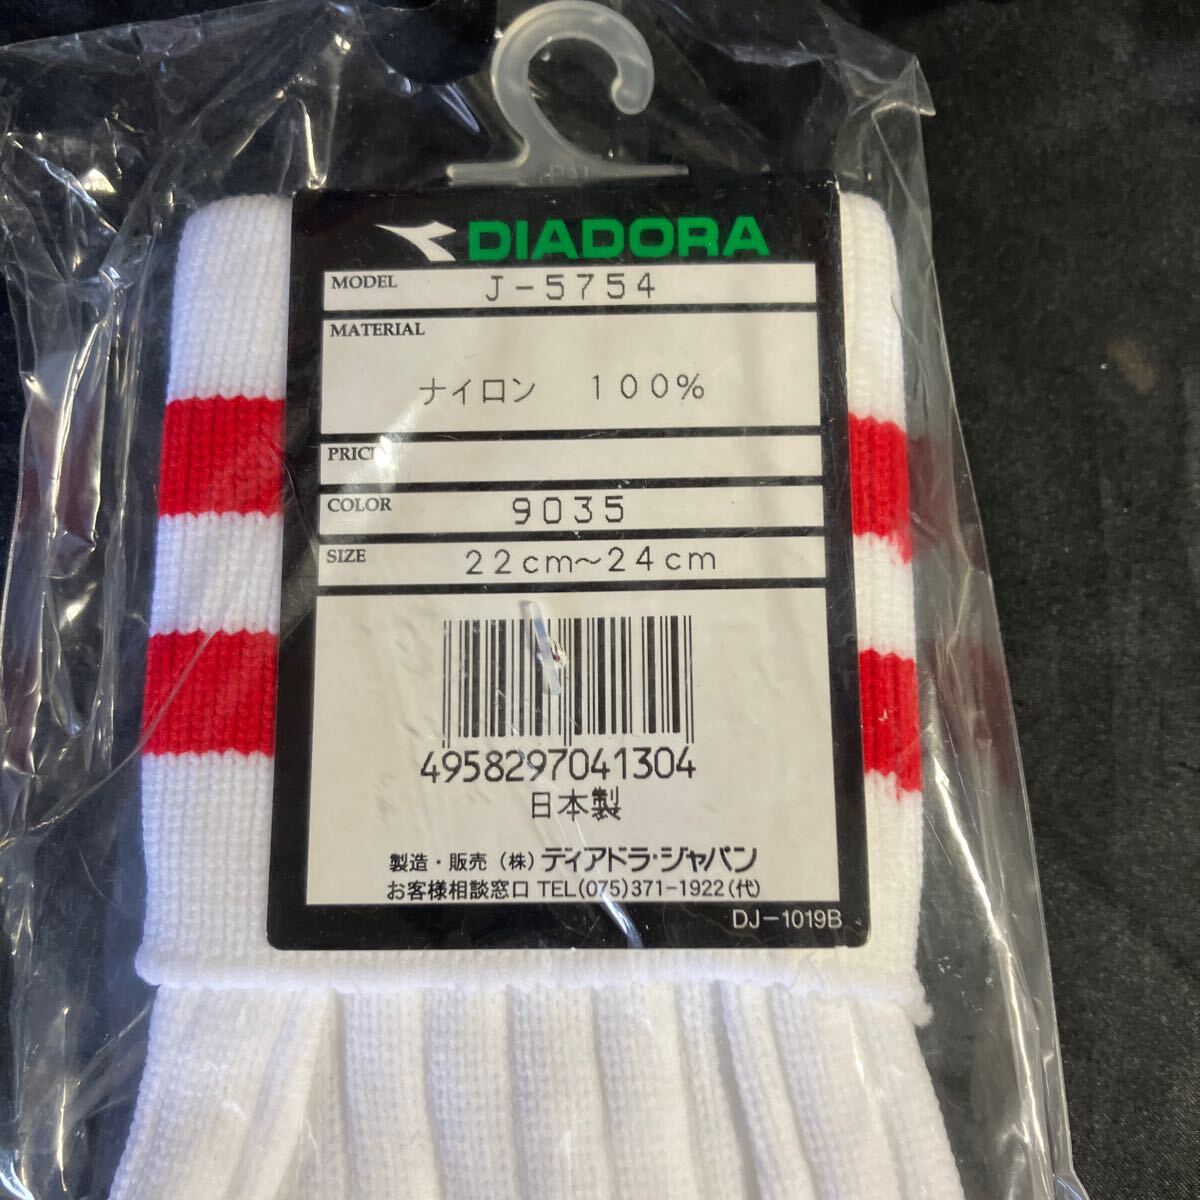 DIADORA
MODEL J-5754
MATERIAL
ナイロン 100%
PRICE
COLOR 9035
SIZE 22cm~24cm
4958297041304
日本製
製造・販売(株)ディアドラ・ジャパン
お客様相談窓口 TEL(075)371-1922(代)
DJ-1019B